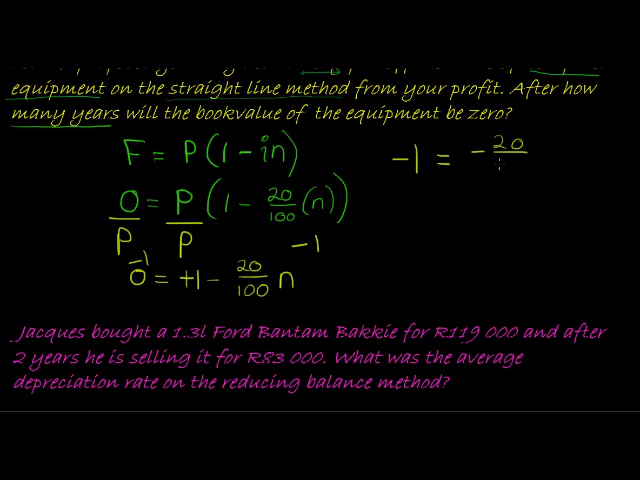 equipment on the straight line method from your profit. After how
many years will the bookvalue of the equipment be zero?
F = P(1 - in)
0 = P(1 - 20/100 (n))
P P
-1 -1
0 = +1 - 20/100 n
-1 = - 20
Jacques bought a 1.3l Ford Bantam Bakkie for R119 000 and after
2 years he is selling it for R83 000. What was the average
depreciation rate on the reducing balance method?